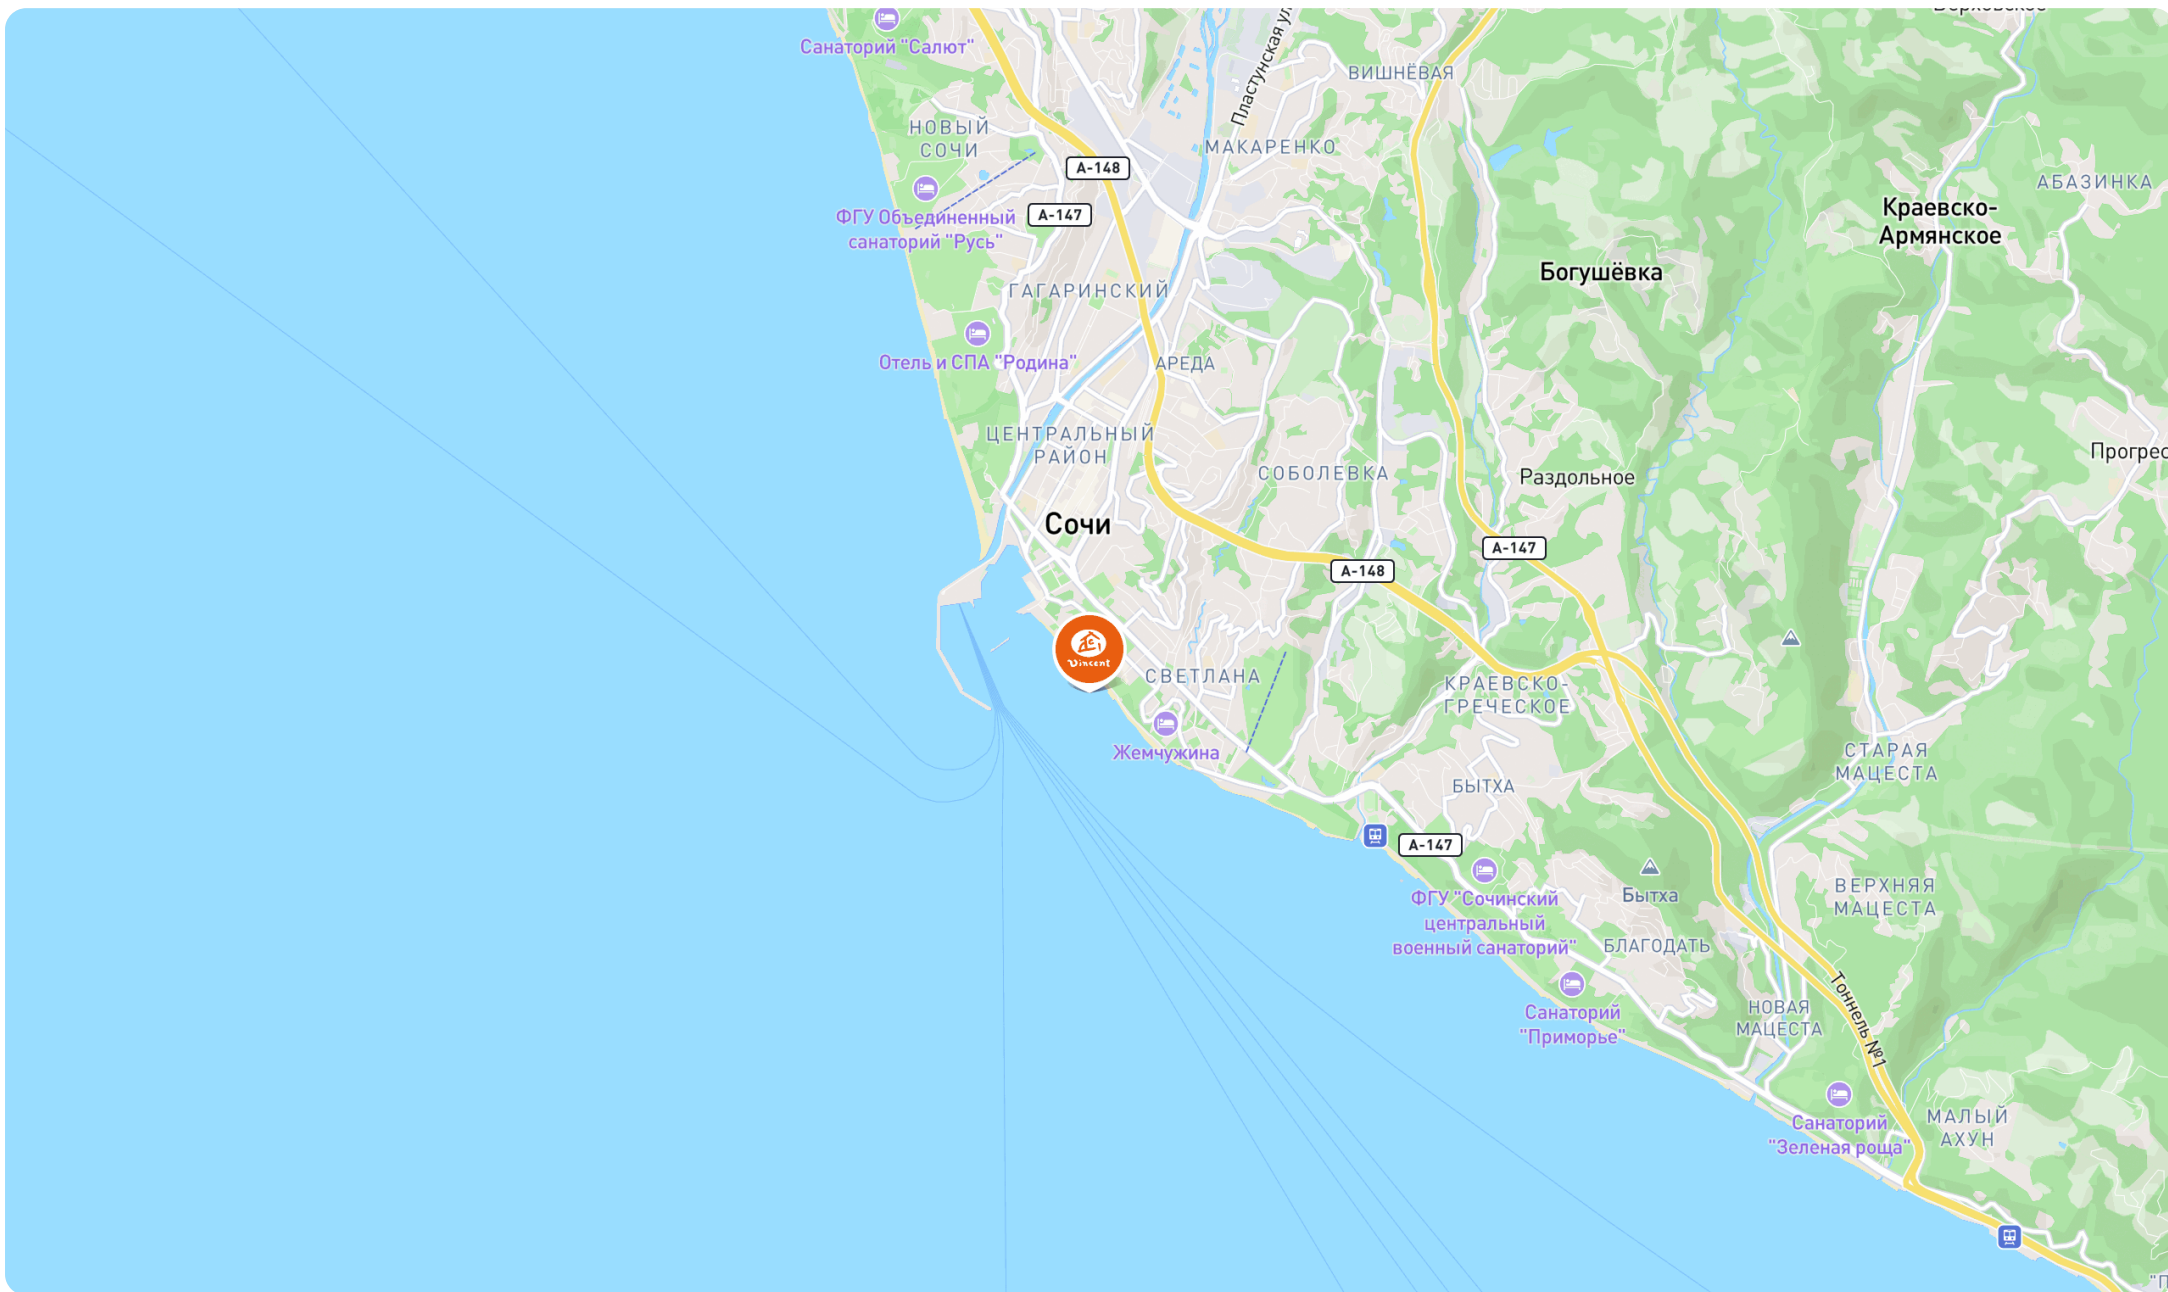 Верховское
Санаторий "Салют"
Пластунская ул
ВИШНЁВАЯ
НОВЫЙ
СОЧИ
МАКАРЕНКО
А-148
АБАЗИНКА
ФГУ Объединенный
санаторий "Русь"
А-147
Краевско-
Армянское
Богушёвка
ГАГАРИНСКИЙ
Отель и СПА "Родина"
АРЕДА
ЦЕНТРАЛЬНЫЙ
РАЙОН
СОБОЛЕВКА
Раздольное
Прогрес
Сочи
А-147
А-148
Vincent
СВЕТЛАНА
КРАЕВСКО-
ГРЕЧЕСКОЕ
Жемчужина
СТАРАЯ
МАЦЕСТА
БЫТХА
А-147
ФГУ "Сочинский
центральный
военный санаторий"
Бытха
ВЕРХНЯЯ
МАЦЕСТА
БЛАГОДАТЬ
Санаторий
"Приморье"
НОВАЯ
МАЦЕСТА
Тоннель №1
Санаторий
"Зеленая роща"
МАЛЫЙ
АХУН
"П